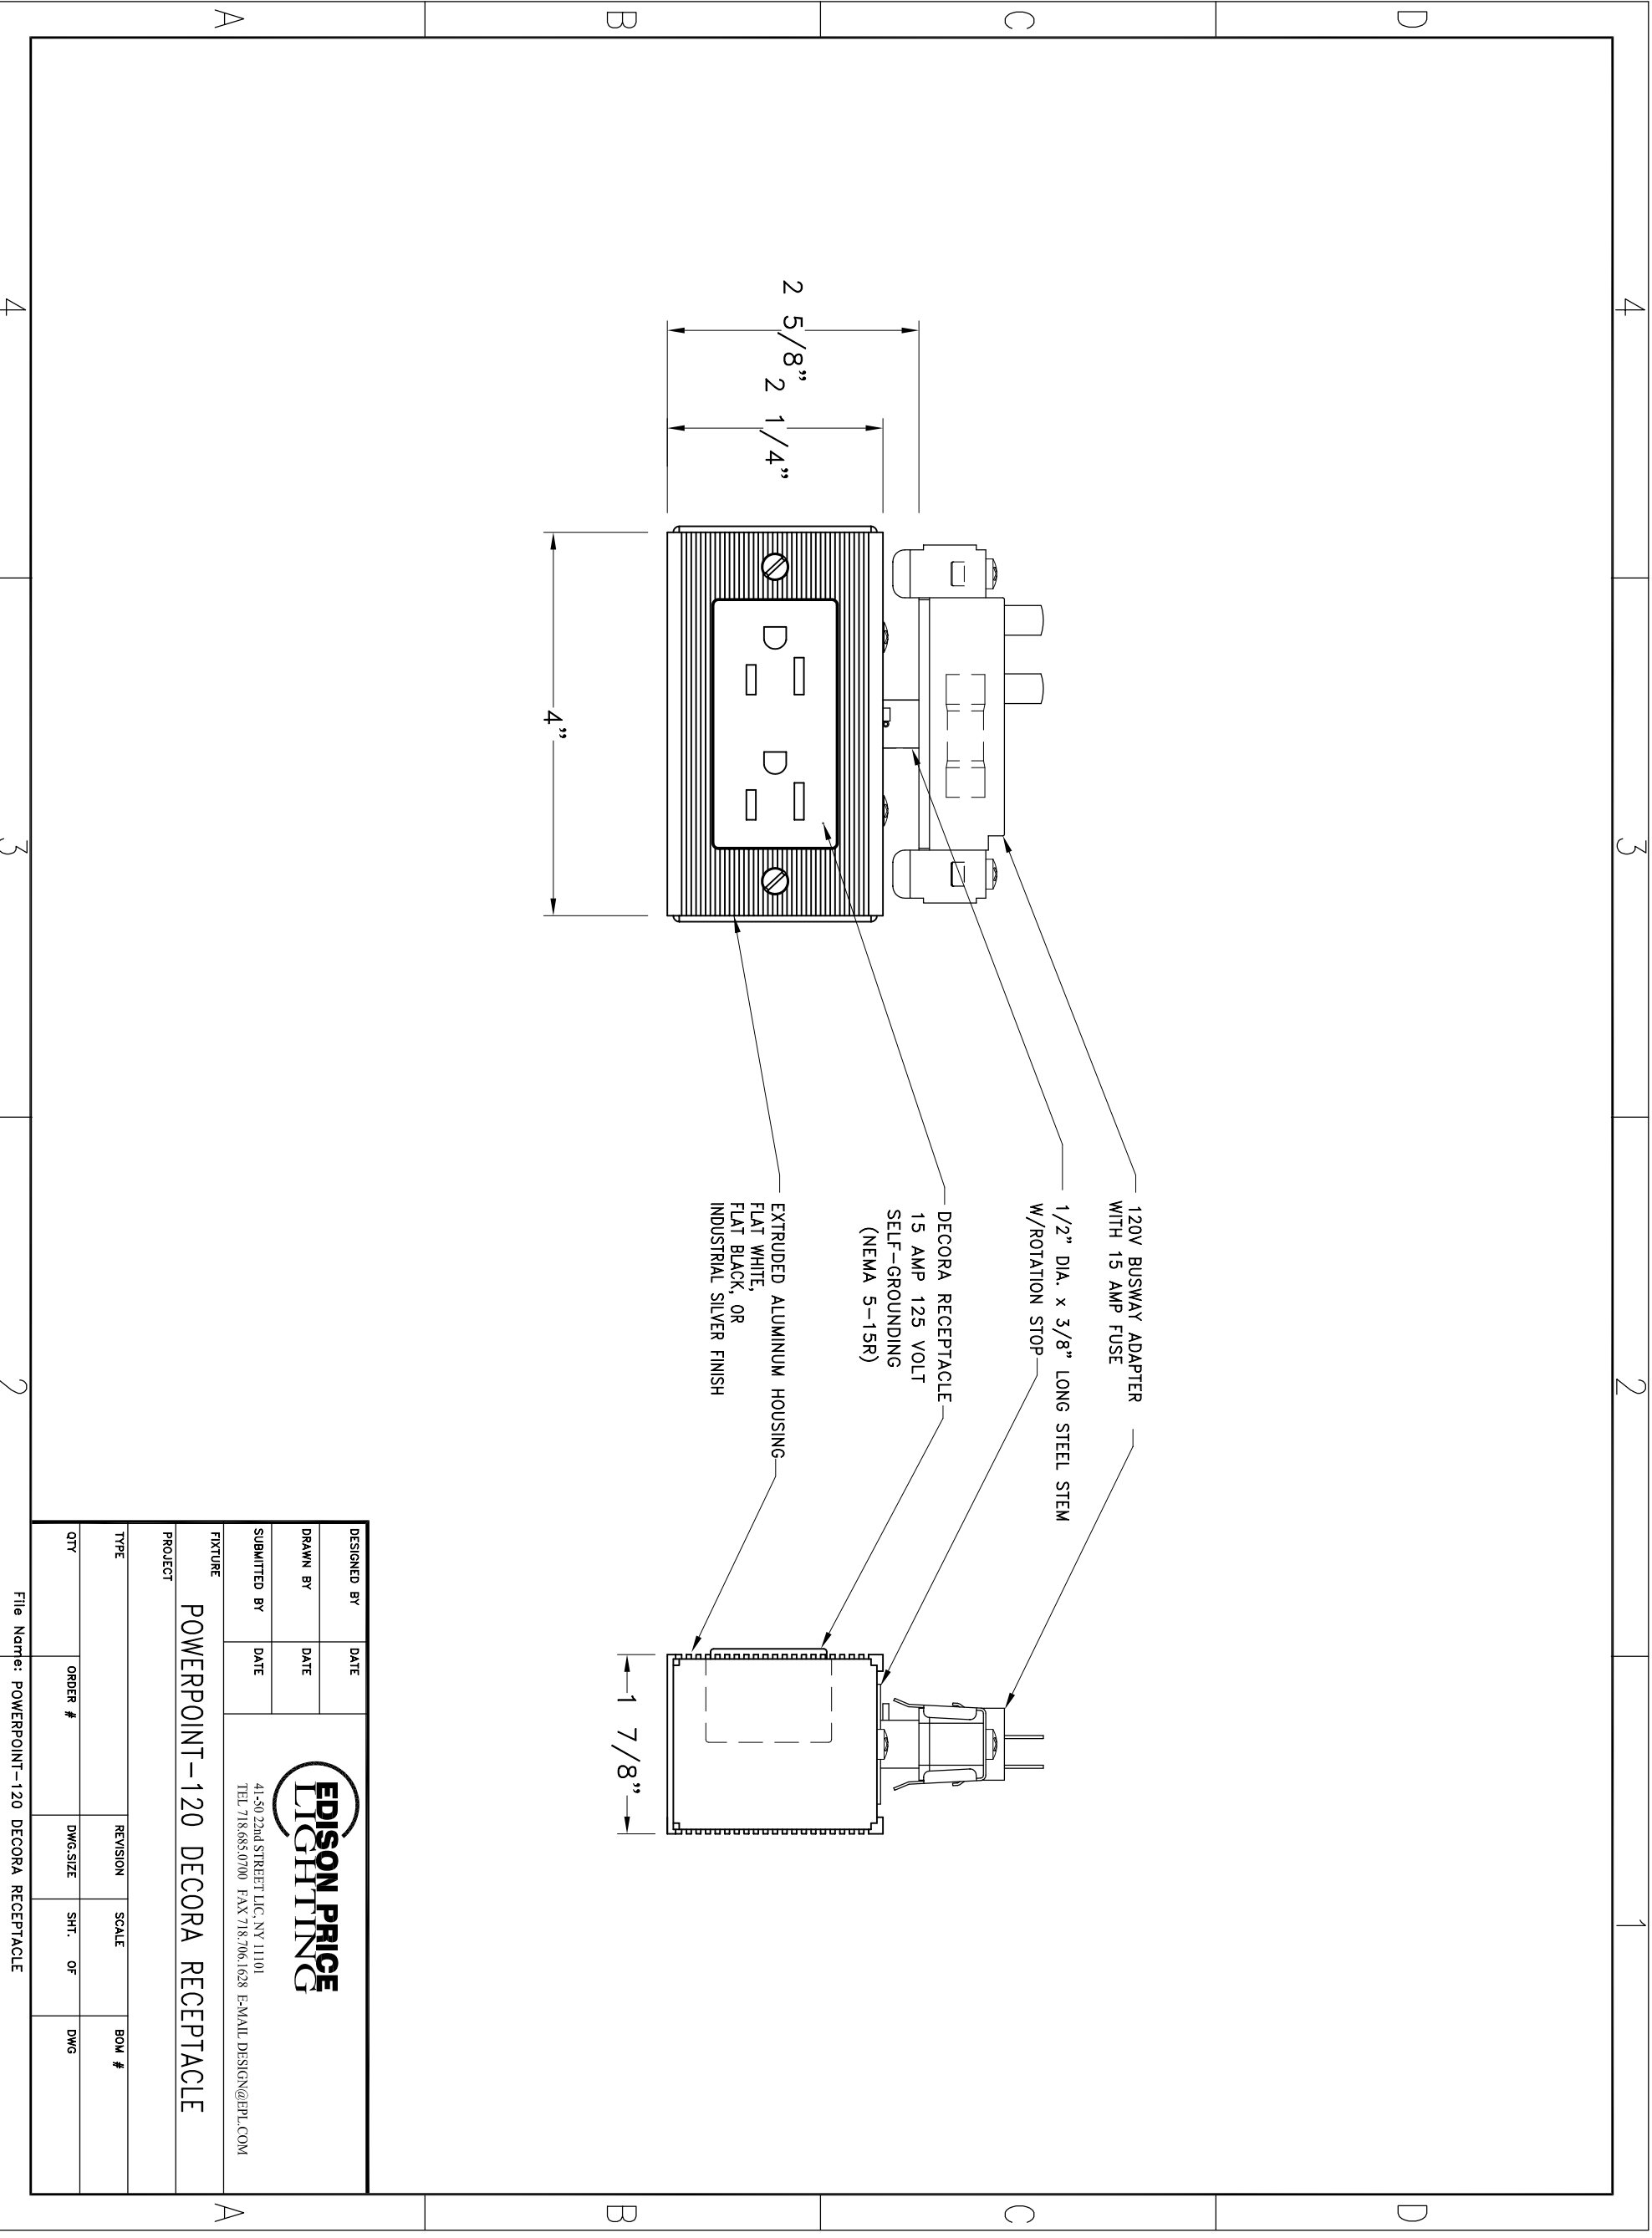 4
3
2
1
D
D
C
C
B
B
A
A
120V BUSWAY ADAPTER
WITH 15 AMP FUSE
1/2" DIA. x 3/8" LONG STEEL STEM
W/ROTATION STOP
DECORA RECEPTACLE
15 AMP 125 VOLT
SELF-GROUNDING
(NEMA 5-15R)
EXTRUDED ALUMINUM HOUSING
FLAT WHITE,
FLAT BLACK, OR
INDUSTRIAL SILVER FINISH
2 5/8"
2 1/4"
4"
1 7/8"
DESIGNED BY DATE
DRAWN BY DATE
SUBMITTED BY DATE
EDISON PRICE
LIGHTING
41-50 22nd STREET LIC, NY 11101
TEL 718.685.0700 FAX 718.706.1628 E-MAIL DESIGN@EPL.COM
FIXTURE
POWERPOINT-120 DECORA RECEPTACLE
PROJECT
TYPE REVISION SCALE BOM #
QTY ORDER # DWG.SIZE SHT. OF DWG
4
3
2
File Name: POWERPOINT-120 DECORA RECEPTACLE